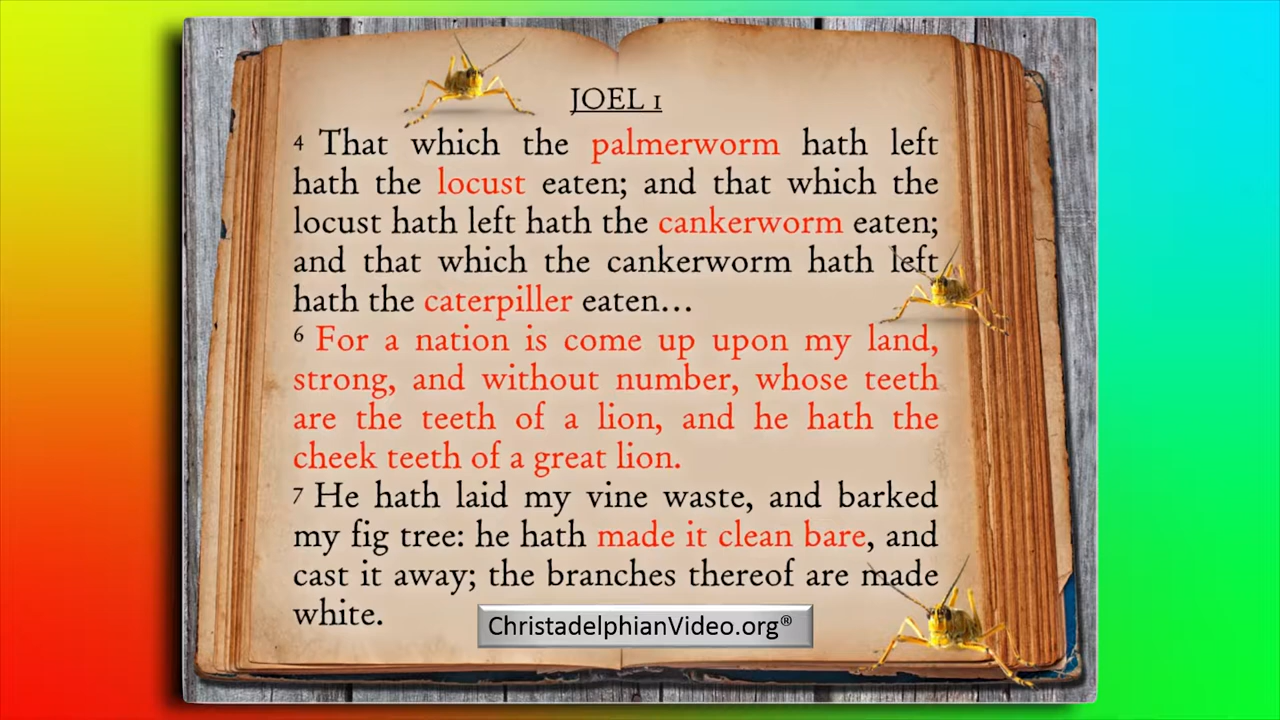 JOEL 1
4 That which the palmerworm hath left
hath the locust eaten; and that which the
locust hath left hath the cankerworm eaten;
and that which the cankerworm hath left
hath the caterpiller eaten…
6 For a nation is come up upon my land,
strong, and without number, whose teeth
are the teeth of a lion, and he hath the
cheek teeth of a great lion.
7 He hath laid my vine waste, and barked
my fig tree: he hath made it clean bare, and
cast it away; the branches thereof are made
white.
ChristadelphianVideo.org®